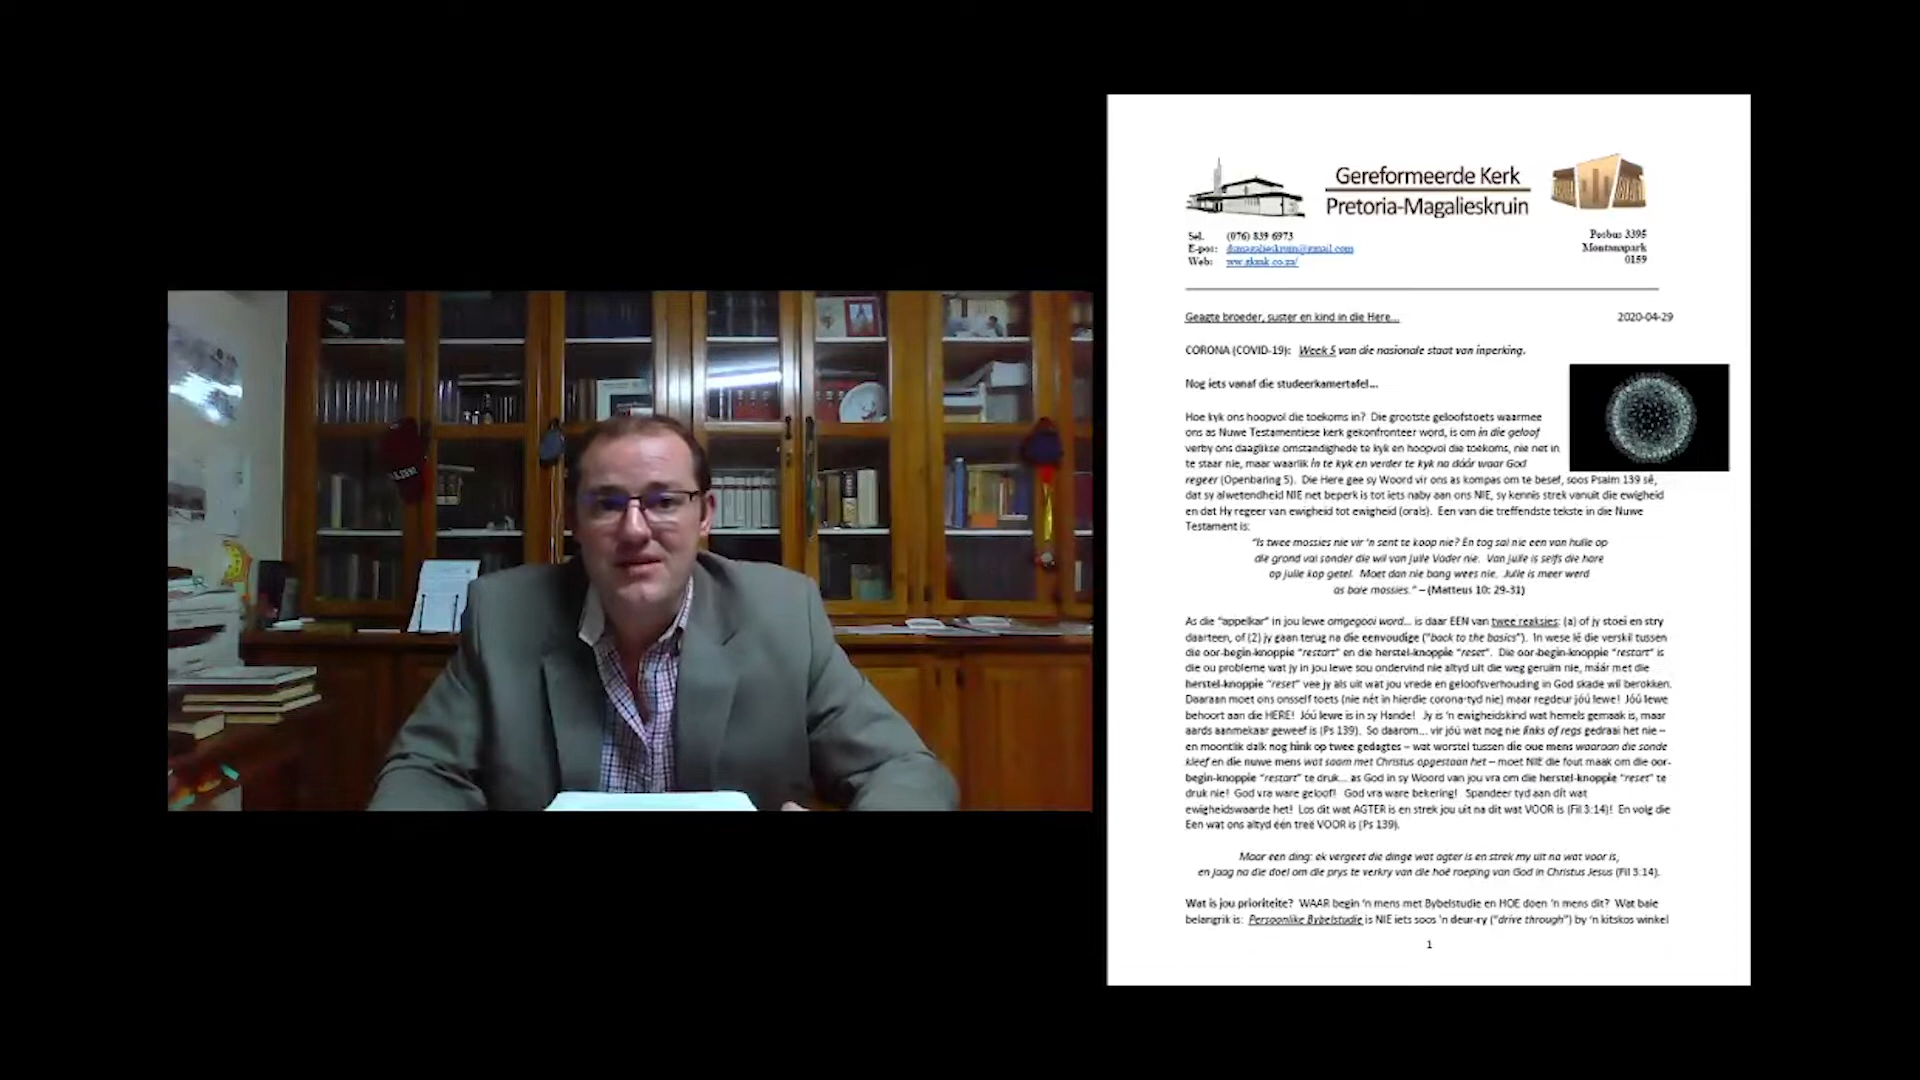 Gereformeerde Kerk
Pretoria-Magalieskruin
Sel. (076) 839 6973
E-pos: dsmagalieskruin@gmail.com
Web: ww.gkmk.co.za/
Posbus 3395
Montanapark
0159
Geagte broeder, suster en kind in die Here... 2020-04-29
CORONA (COVID-19): Week 5 van die nasionale staat van inperking.
Nog iets vanaf die studeerkamertafel...
Hoe kyk ons hoopvol die toekoms in? Die grootste geloofstoets waarmee
ons as Nuwe Testamentiese kerk gekonfronteer word, is om in die geloof
verby ons daaglikse omstandighede te kyk en hoopvol die toekoms, nie net in
te staar nie, maar waarlik ín te kyk en verder te kyk na dáár waar God
regeer (Openbaring 5). Die Here gee sy Woord vir ons as kompas om te besef, soos Psalm 139 sê,
dat sy alwetendheid NIE net beperk is tot iets naby aan ons NIE, sy kennis strek vanuit die ewigheid
en dat Hy regeer van ewigheid tot ewigheid (orals). Een van die treffendste tekste in die Nuwe
Testament is:
"Is twee mossies nie vir 'n sent te koop nie? En tog sal nie een van hulle op
die grond val sonder die wil van julle Vader nie. Van julle is selfs die hare
op julle kop getel. Moet dan nie bang wees nie. Julle is meer werd
as baie mossies." – (Matteus 10: 29-31)
As die "appelkar" in jou lewe omgegooi word... is daar EEN van twee reaksies: (a) of jy stoei en stry
daarteen, of (2) jy gaan terug na die eenvoudige ("back to the basics"). In wese lê die verskil tussen
die oor-begin-knoppie "restart" en die herstel-knoppie "reset". Die oor-begin-knoppie "restart" is
die ou probleme wat jy in jou lewe sou ondervind nie altyd uit die weg geruim nie, máár met die
herstel-knoppie "reset" vee jy als uit wat jou vrede en geloofsverhouding in God skade wil berokken.
Daaraan moet ons onsself toets (nie nét in hierdie corona-tyd nie) maar regdeur jóú lewe! Jóú lewe
behoort aan die HERE! Jóú lewe is in sy Hande! Jy is 'n ewigheidskind wat hemels gemaak is, maar
aards aanmekaar geweef is (Ps 139). So daarom... vir jóú wat nog nie links of regs gedraai het nie –
en moontlik dalk nog hink op twee gedagtes – wat worstel tussen die oue mens waaraan die sonde
kleef en die nuwe mens wat saam met Christus opgestaan het – moet NIE die fout maak om die oor-
begin-knoppie "restart" te druk... as God in sy Woord van jou vra om die herstel-knoppie "reset" te
druk nie! God vra ware geloof! God vra ware bekering! Spandeer tyd aan dít wat
ewigheidswaarde het! Los dit wat AGTER is en strek jou uit na dit wat VOOR is (Fil 3:14)! En volg die
Een wat ons altyd één treë VOOR is (Ps 139).
Maar een ding: ek vergeet die dinge wat agter is en strek my uit na wat voor is,
en jaag na die doel om die prys te verkry van die hoë roeping van God in Christus Jesus (Fil 3:14).
Wat is jou prioriteite? WAAR begin 'n mens met Bybelstudie en HOE doen 'n mens dit? Wat baie
belangrik is: Persoonlike Bybelstudie is NIE iets soos 'n deur-ry ("drive through") by 'n kitskos winkel
1